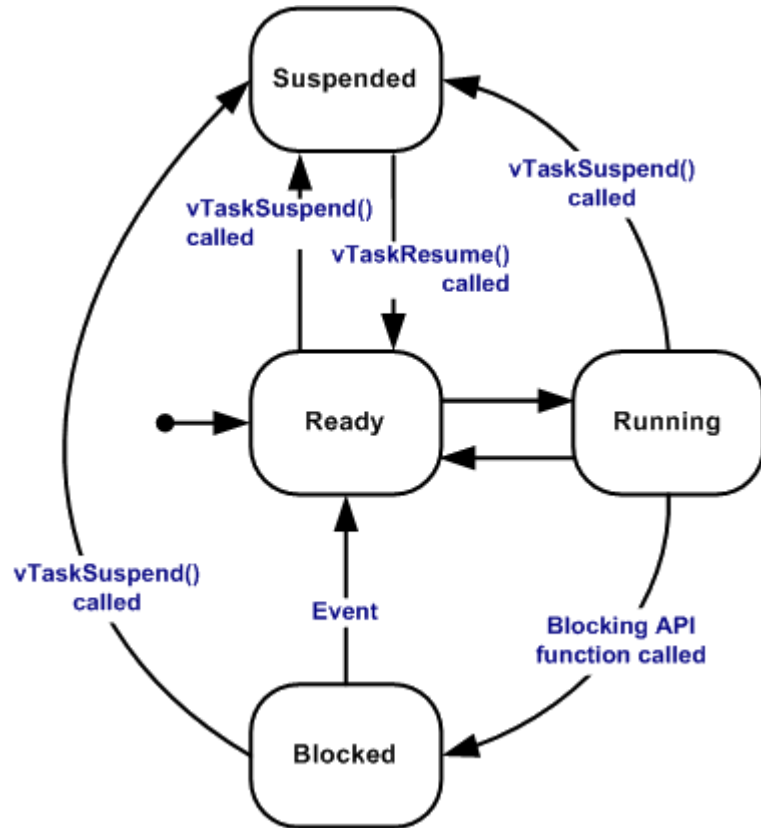 Suspended
vTaskSuspend()
called
vTaskSuspend()
called
vTaskResume()
called
Ready
Running
vTaskSuspend()
called
Event
Blocking API
function called
Blocked